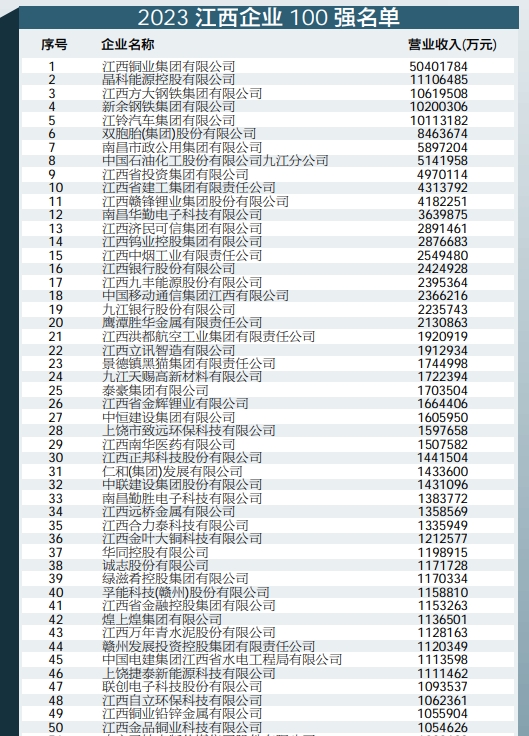 2023 江西企业 100 强名单
序号 企业名称 营业收入(万元)
1 江西铜业集团有限公司 50401784
2 晶科能源控股有限公司 11106485
3 江西方大钢铁集团有限公司 10619508
4 新余钢铁集团有限公司 10200306
5 江铃汽车集团有限公司 10113182
6 双胞胎(集团)股份有限公司 8463674
7 南昌市政公用集团有限公司 5897204
8 中国石油化工股份有限公司九江分公司 5141958
9 江西省投资集团有限公司 4970114
10 江西省建工集团有限责任公司 4313792
11 江西赣锋锂业集团股份有限公司 4182251
12 南昌华勤电子科技有限公司 3639875
13 江西济民可信集团有限公司 2891461
14 江西钨业控股集团有限公司 2876683
15 江西中烟工业有限责任公司 2549480
16 江西银行股份有限公司 2424928
17 江西九丰能源股份有限公司 2395364
18 中国移动通信集团江西有限公司 2366216
19 九江银行股份有限公司 2235743
20 鹰潭胜华金属有限责任公司 2130863
21 江西洪都航空工业集团有限责任公司 1920919
22 江西立讯智造有限公司 1912934
23 景德镇黑猫集团有限责任公司 1744998
24 九江天赐高新材料有限公司 1722394
25 泰豪集团有限公司 1703504
26 江西省金辉锂业有限公司 1664406
27 中恒建设集团有限公司 1605950
28 上饶市致远环保科技有限公司 1597658
29 江西南华医药有限公司 1507582
30 江西正邦科技股份有限公司 1441504
31 仁和(集团)发展有限公司 1433600
32 中联建设集团股份有限公司 1431096
33 南昌勤胜电子科技有限公司 1383772
34 江西远桥金属有限公司 1358569
35 江西合力泰科技有限公司 1335949
36 江西金叶大铜科技有限公司 1212577
37 华同控股有限公司 1198915
38 诚志股份有限公司 1171728
39 绿滋肴控股集团有限公司 1170334
40 孚能科技(赣州)股份有限公司 1158810
41 江西省金融控股集团有限公司 1153263
42 煌上煌集团有限公司 1136501
43 江西万年青水泥股份有限公司 1128163
44 赣州发展投资控股集团有限责任公司 1120349
45 中国电建集团江西省水电工程局有限公司 1113598
46 上饶捷泰新能源科技有限公司 1111462
47 联创电子科技股份有限公司 1093537
48 江西自立环保科技有限公司 1062361
49 江西铜业铅锌金属有限公司 1055904
50 江西金品铜业科技有限公司 1054626